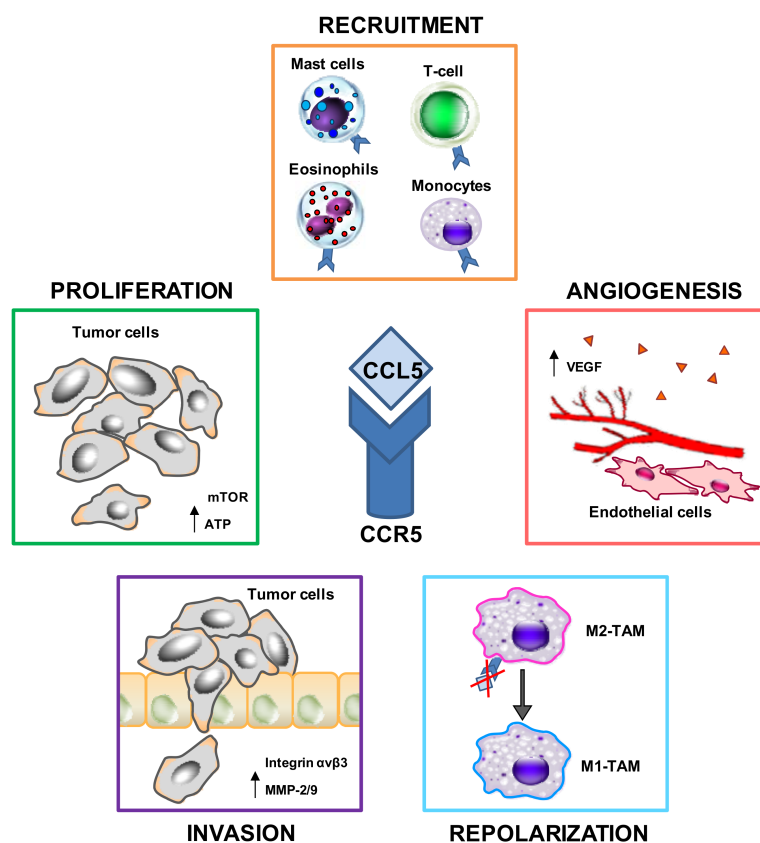 RECRUITMENT
Mast cells
T-cell
Eosinophils
Monocytes
PROLIFERATION
Tumor cells
mTOR
ATP
CCL5
CCR5
ANGIOGENESIS
VEGF
Endothelial cells
Tumor cells
Integrin αvβ3
MMP-2/9
INVASION
M2-TAM
M1-TAM
REPOLARIZATION